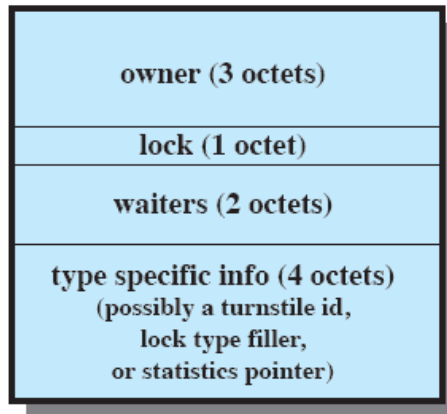 owner (3 octets)
lock (1 octet)
waiters (2 octets)
type specific info (4 octets)
(possibly a turnstile id,
lock type filler,
or statistics pointer)